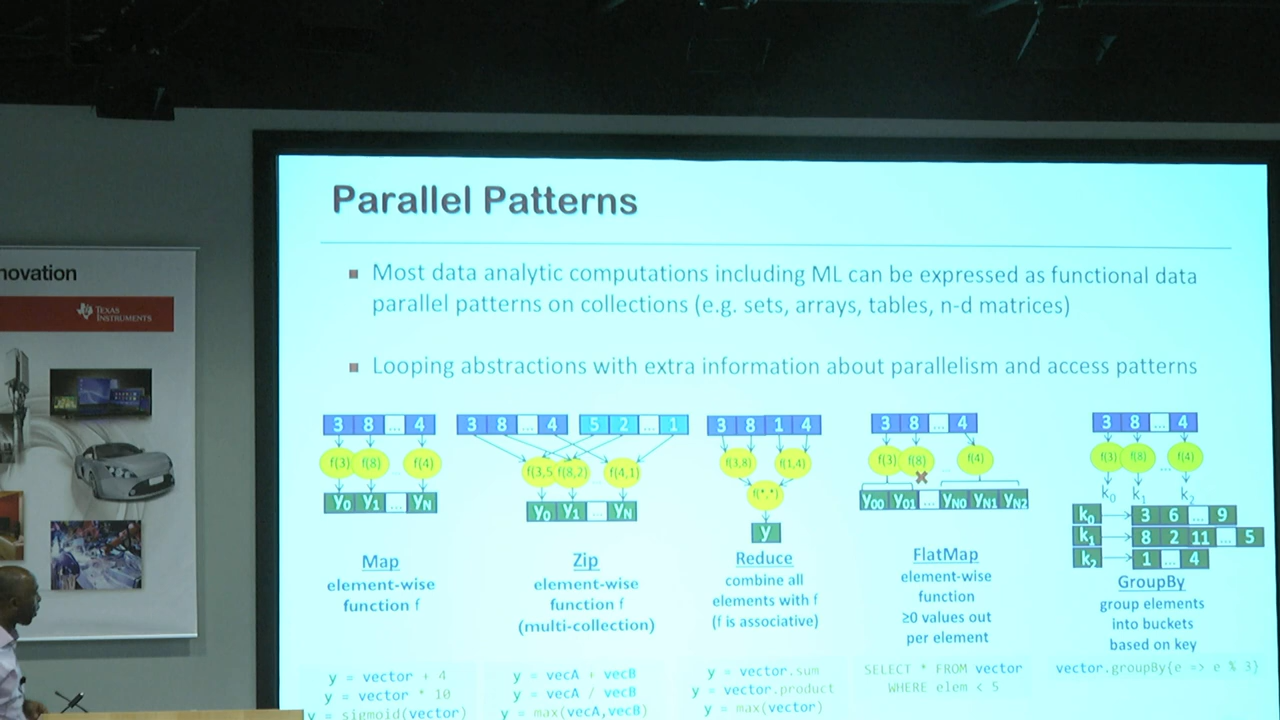 novation
TEXAS
INSTRUMENTS
Parallel Patterns
Most data analytic computations including ML can be expressed as functional data
parallel patterns on collections (e.g. sets, arrays, tables, n-d matrices)
Looping abstractions with extra information about parallelism and access patterns
3 8 ... 4
f(3) f(8) ... f(4)
y0 y1 ... yN
Map
element-wise
function f
y = vector + 4
y = vector * 10
y = sigmoid(vector)
3 8 ... 4 5 2 ... 1
f(3,5 f(8,2) ... f(4,1)
y0 y1 ... yN
Zip
element-wise
function f
(multi-collection)
y = vecA + vecB
y = vecA / vecB
y = max(vecA,vecB)
3 8 1 4
f(3,8) f(1,4)
f(*,*)
y
Reduce
combine all
elements with f
(f is associative)
y = vector.sum
y = vector.product
y = max(vector)
3 8 ... 4
f(3) f(8) ... f(4)
y00 y01 ... yN0 yN1 yN2
FlatMap
element-wise
function
≥0 values out
per element
SELECT * FROM vector
WHERE elem < 5
3 8 ... 4
f(3) f(8) ... f(4)
k0 k1 k2
k0 3 6 ... 9
k1 8 2 11 ... 5
k2 1 ... 4
GroupBy
group elements
into buckets
based on key
vector.groupBy{e => e % 3}